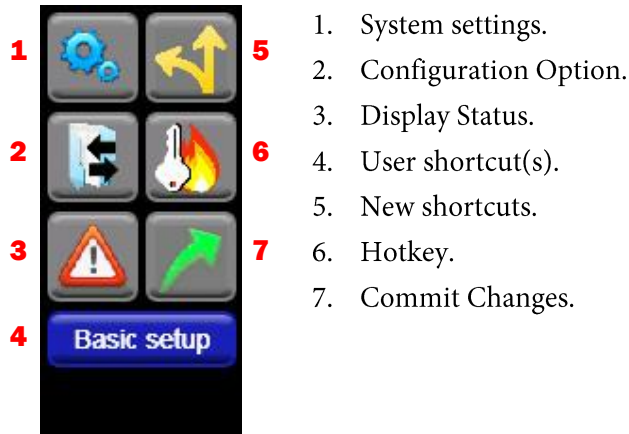 1
5
2
6
3
7
4
Basic setup
1. System settings.
2. Configuration Option.
3. Display Status.
4. User shortcut(s).
5. New shortcuts.
6. Hotkey.
7. Commit Changes.